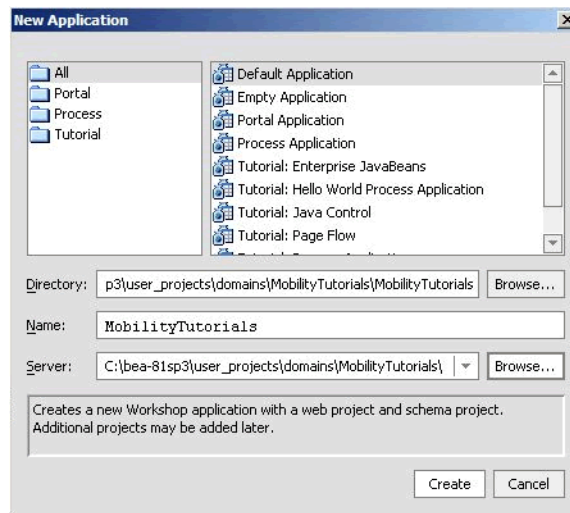 New Application
All
Portal
Process
Tutorial
Default Application
Empty Application
Portal Application
Process Application
Tutorial: Enterprise JavaBeans
Tutorial: Hello World Process Application
Tutorial: Java Control
Tutorial: Page Flow
Directory: p3\user_projects\domains\MobilityTutorials\MobilityTutorials Browse...
Name: MobilityTutorials
Server: C:\bea-81sp3\user_projects\domains\MobilityTutorials\ Browse...
Creates a new Workshop application with a web project and schema project.
Additional projects may be added later.
Create Cancel